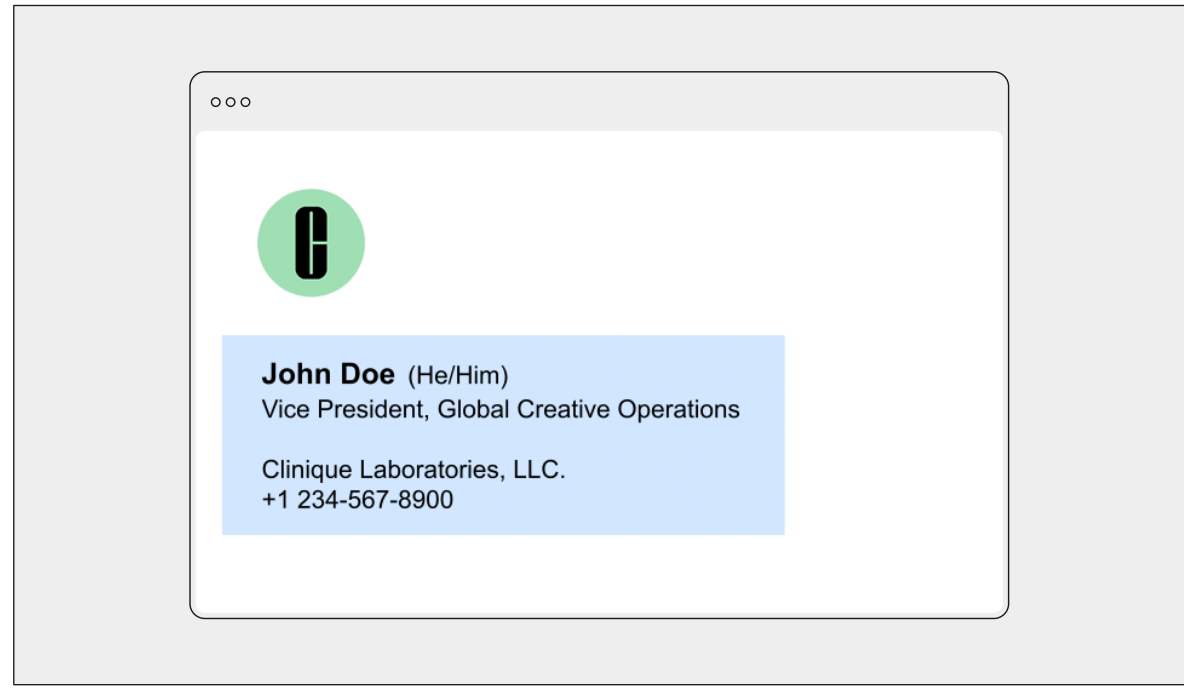 C
John Doe (He/Him)
Vice President, Global Creative Operations
Clinique Laboratories, LLC.
+1 234-567-8900